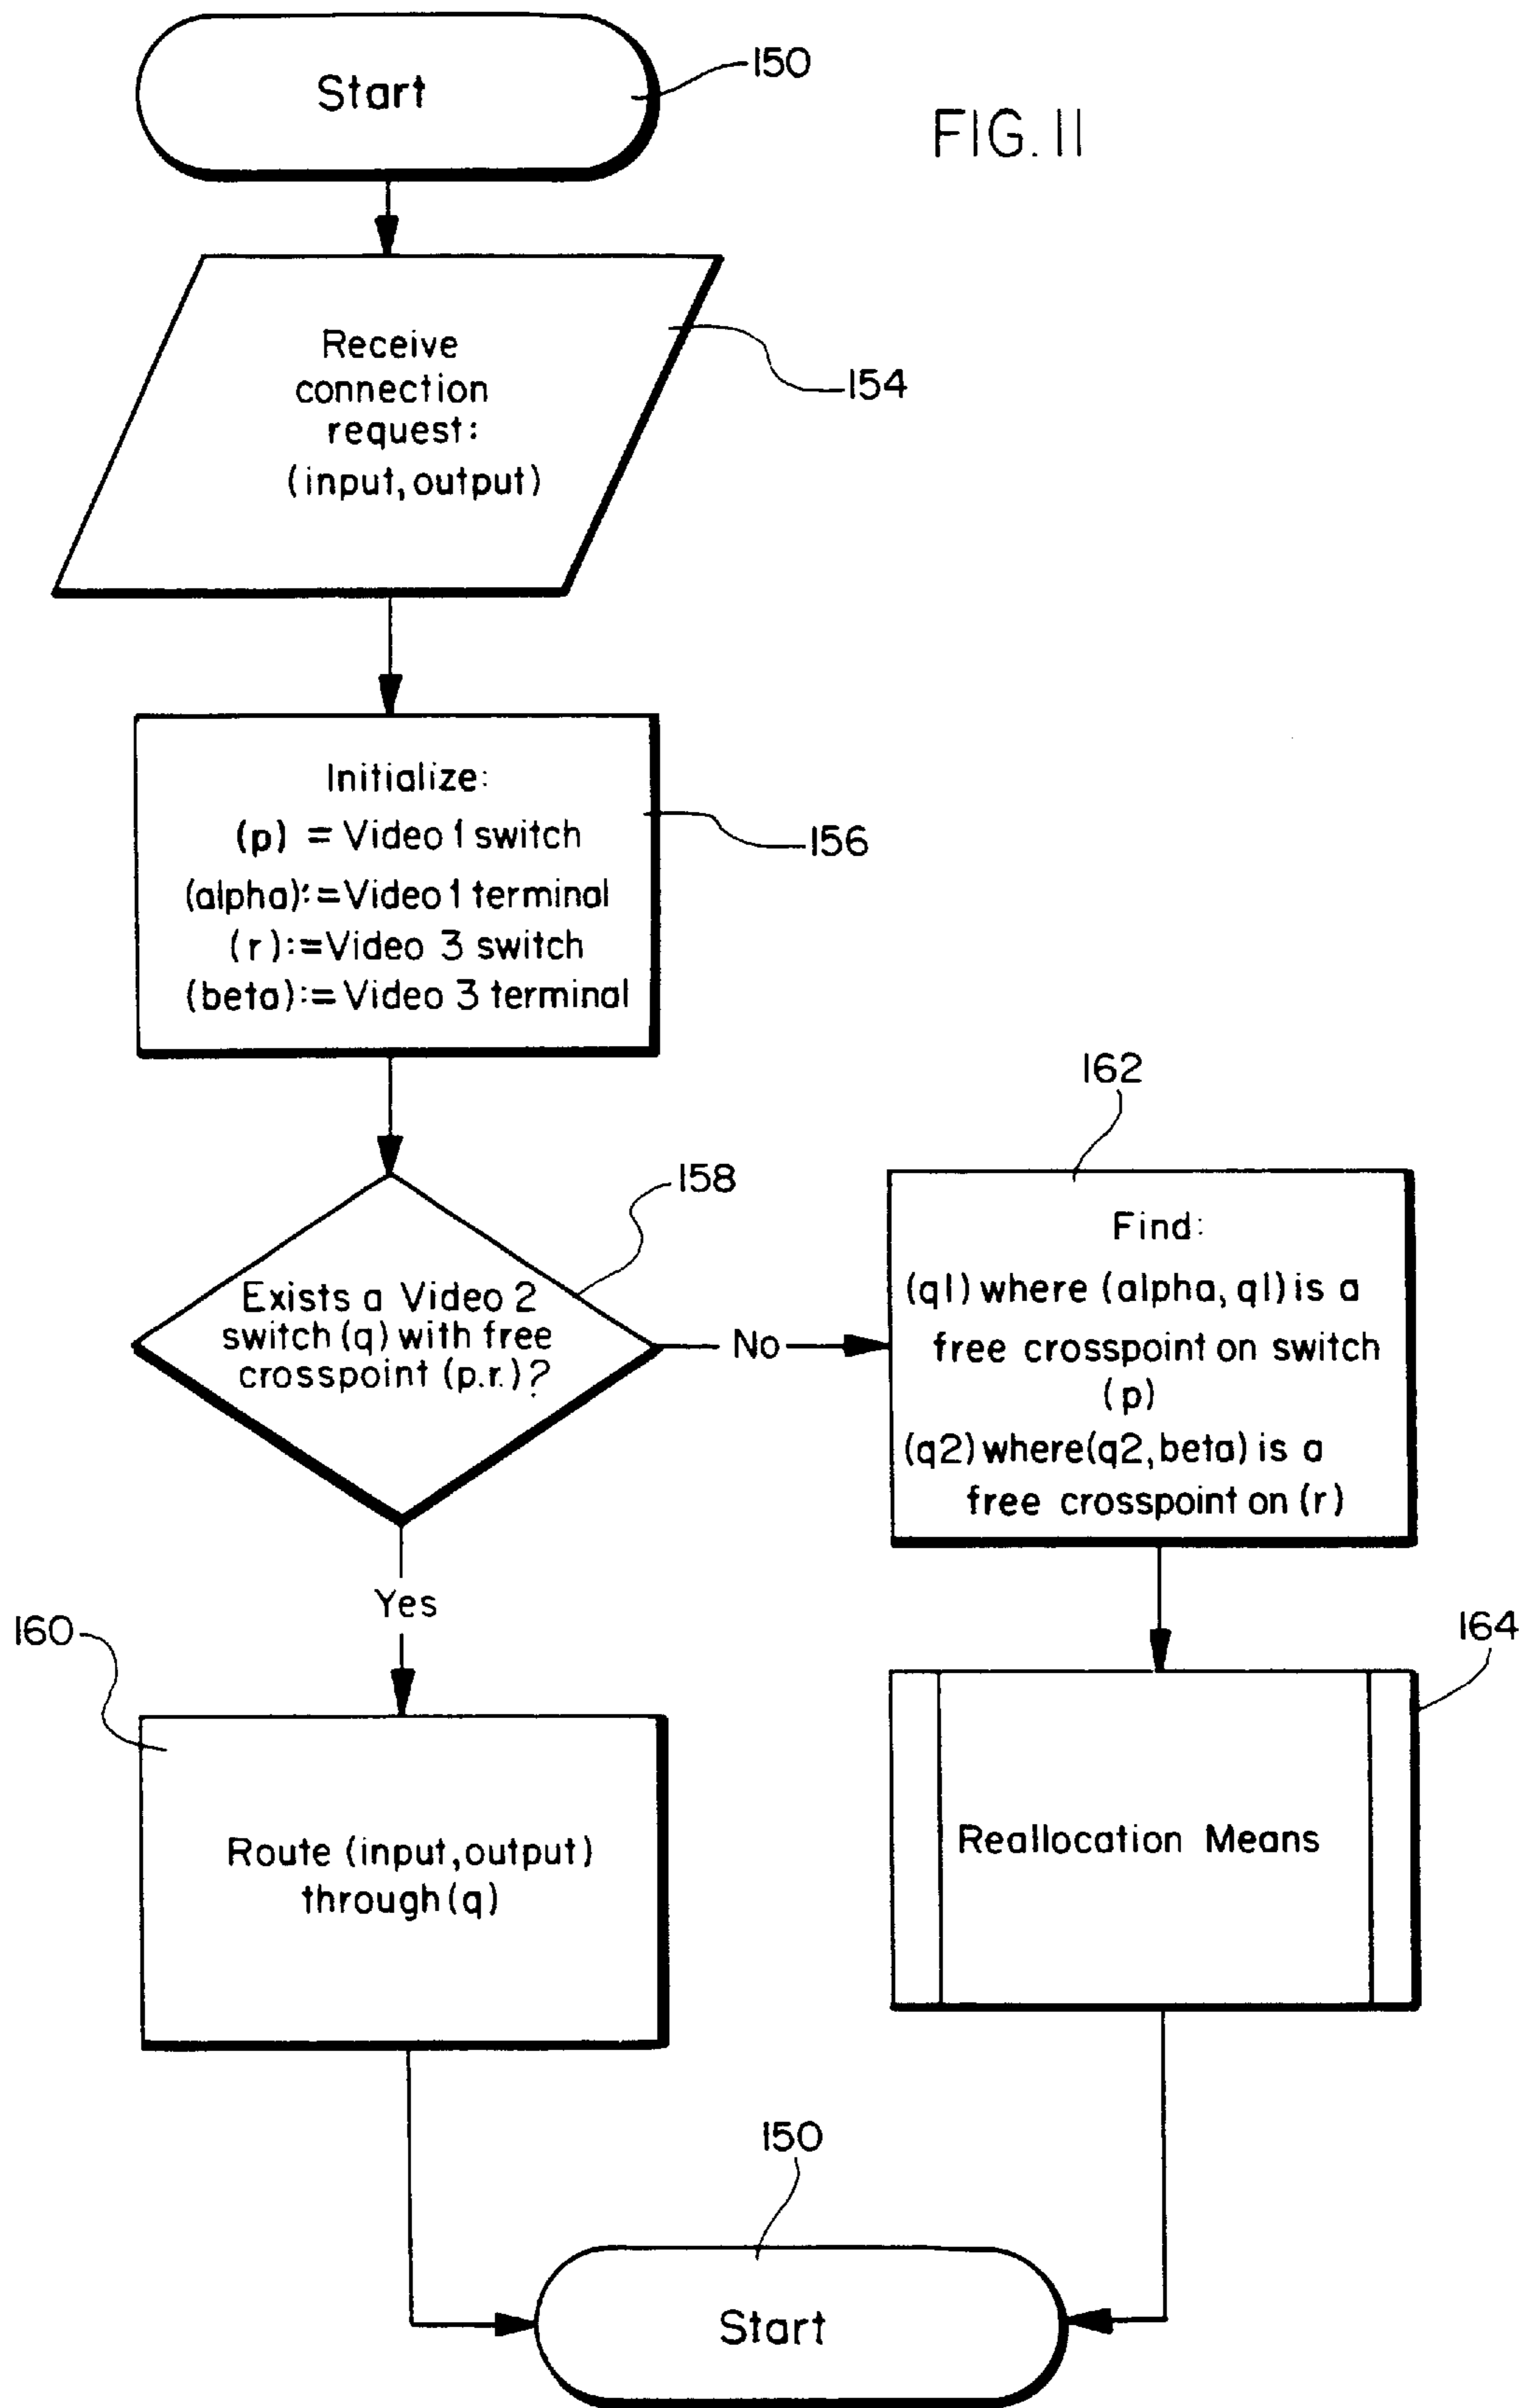 Start
150
FIG. 11
Receive
connection
request:
(input, output)
154
Initialize:
(p) = Video 1 switch
(alpha):=Video 1 terminal
(r):=Video 3 switch
(beta):=Video 3 terminal
156
158
Exists a Video 2
switch (q) with free
crosspoint (p.r.)?
No
162
Find:
(q1) where (alpha, q1) is a
free crosspoint on switch
(p)
(q2) where (q2, beta) is a
free crosspoint on (r)
Yes
160
Route (input, output)
through (q)
164
Reallocation Means
150
Start